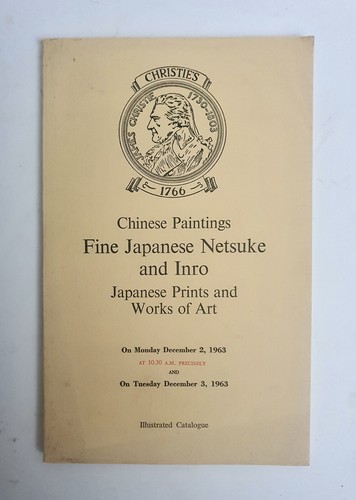 CHRISTIE'S
JAMES CHRISTIE 1730-1803
1766
Chinese Paintings
Fine Japanese Netsuke
and Inro
Japanese Prints and
Works of Art
On Monday December 2, 1963
AT 10.30 A.M. PRECISELY
AND
On Tuesday December 3, 1963
Illustrated Catalogue